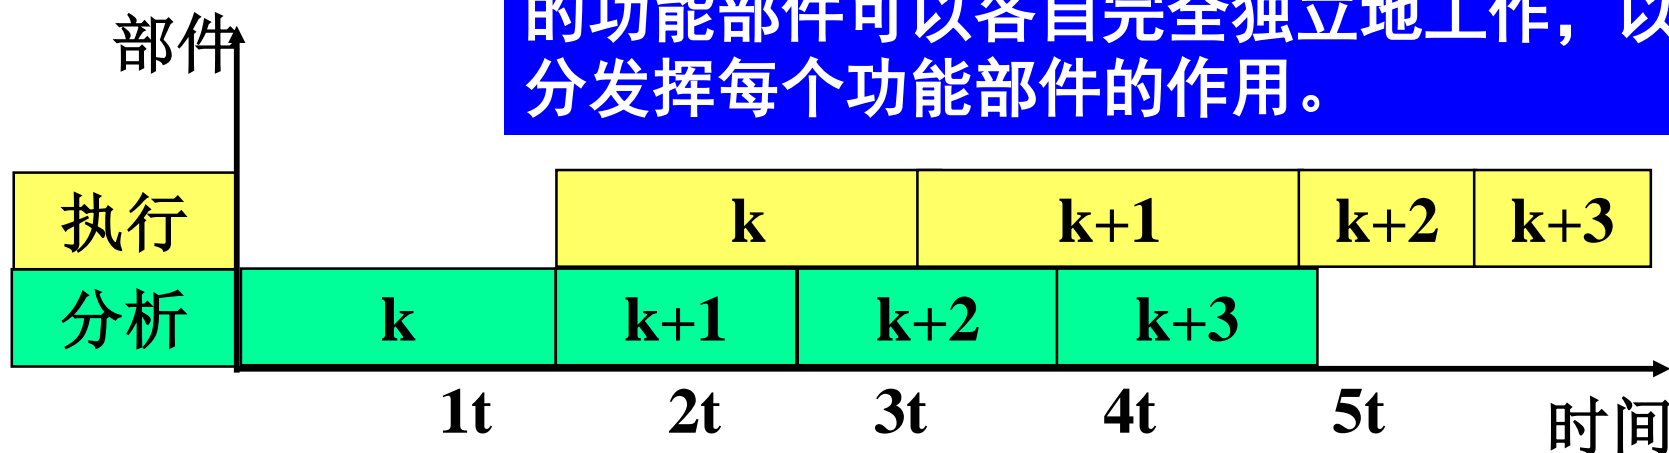 的功能部件可以各自完全独立地工作，以
分发挥每个功能部件的作用。
部件
执行 k k+1 k+2 k+3
分析 k k+1 k+2 k+3
1t 2t 3t 4t 5t
时间